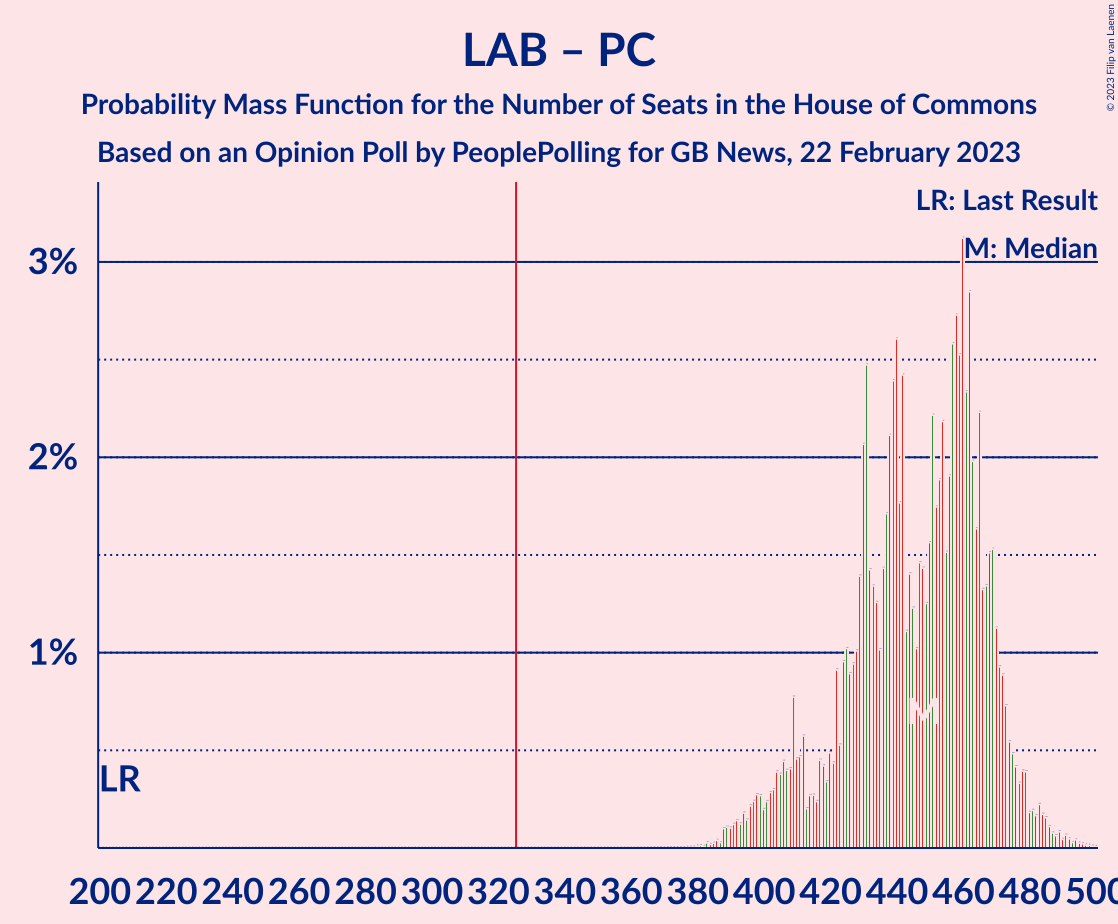 LAB – PC
Probability Mass Function for the Number of Seats in the House of Commons
Based on an Opinion Poll by PeoplePolling for GB News, 22 February 2023
© 2023 Filip van Laenen
LR: Last Result
M: Median
3%
2%
1%
LR
M
200 220 240 260 280 300 320 340 360 380 400 420 440 460 480 500